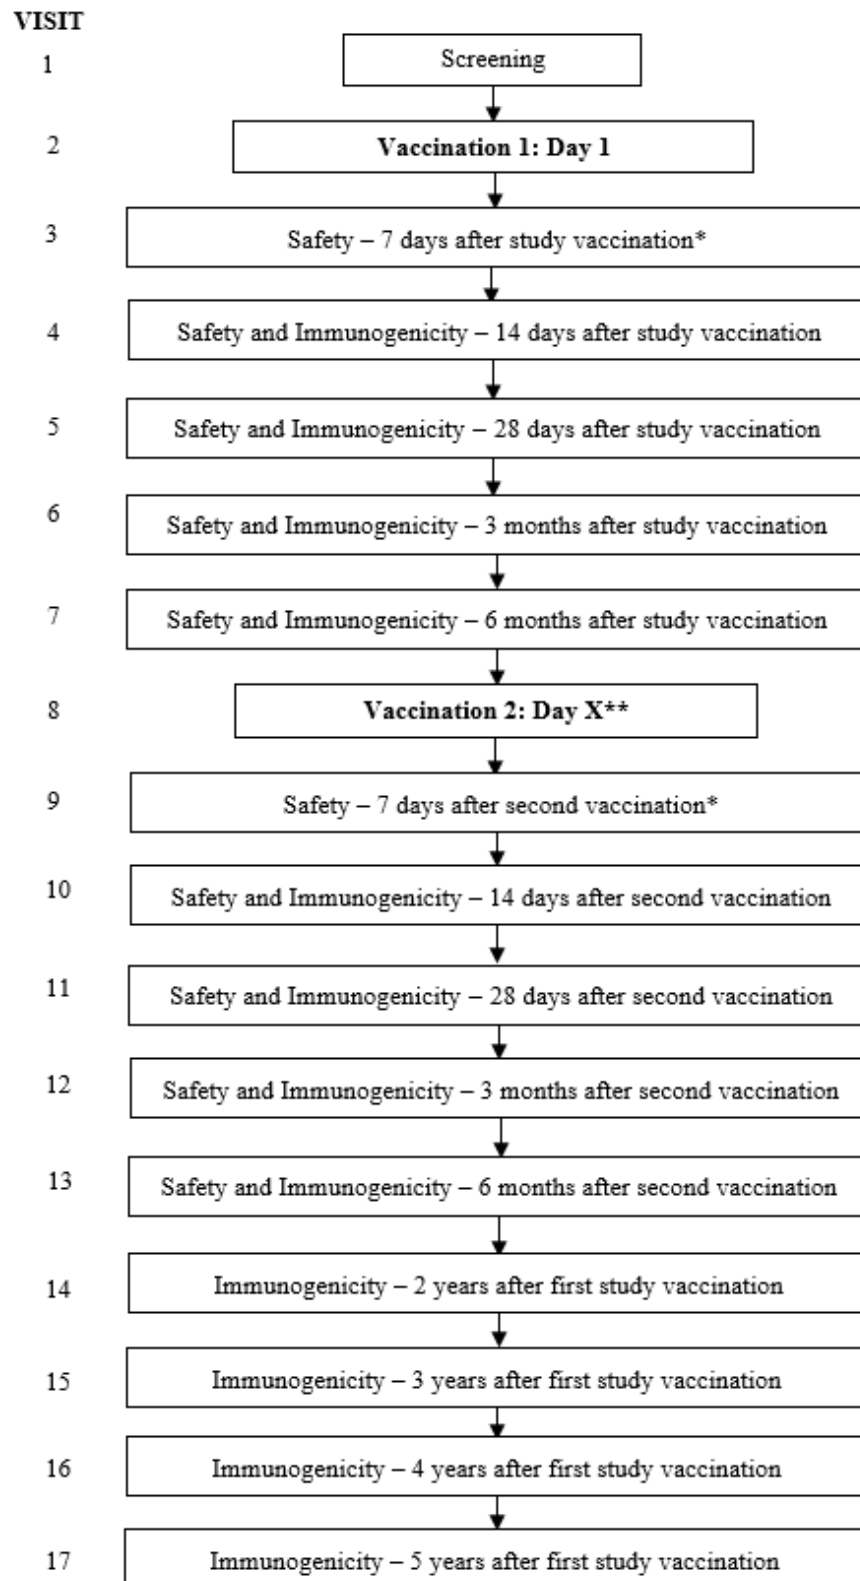 VISIT
1 Screening
2 Vaccination 1: Day 1
3 Safety – 7 days after study vaccination*
4 Safety and Immunogenicity – 14 days after study vaccination
5 Safety and Immunogenicity – 28 days after study vaccination
6 Safety and Immunogenicity – 3 months after study vaccination
7 Safety and Immunogenicity – 6 months after study vaccination
8 Vaccination 2: Day X**
9 Safety – 7 days after second vaccination*
10 Safety and Immunogenicity – 14 days after second vaccination
11 Safety and Immunogenicity – 28 days after second vaccination
12 Safety and Immunogenicity – 3 months after second vaccination
13 Safety and Immunogenicity – 6 months after second vaccination
14 Immunogenicity – 2 years after first study vaccination
15 Immunogenicity – 3 years after first study vaccination
16 Immunogenicity – 4 years after first study vaccination
17 Immunogenicity – 5 years after first study vaccination